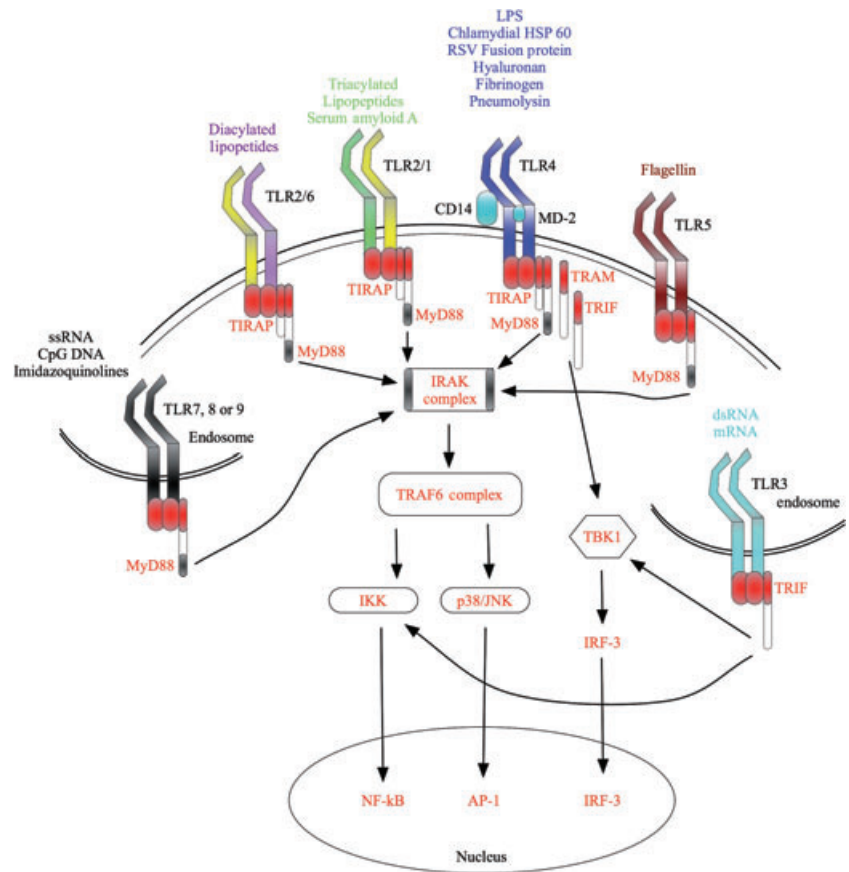 LPS
Chlamydial HSP 60
RSV Fusion protein
Hyaluronan
Fibrinogen
Pneumolysin
Triacylated
Lipopeptides
Serum amyloid A
Diacylated
lipopetides
TLR2/6
TLR2/1
TLR4
CD14
MD-2
Flagellin
TLR5
TIRAP
MyD88
TIRAP
MyD88
TIRAP
MyD88
TRAM
TRIF
MyD88
ssRNA
CpG DNA
Imidazoquinolines
TLR7, 8 or 9
Endosome
MyD88
IRAK
complex
TRAF6 complex
dsRNA
mRNA
TLR3
endosome
TRIF
TBK1
IKK
p38/JNK
IRF-3
NF-kB
AP-1
IRF-3
Nucleus